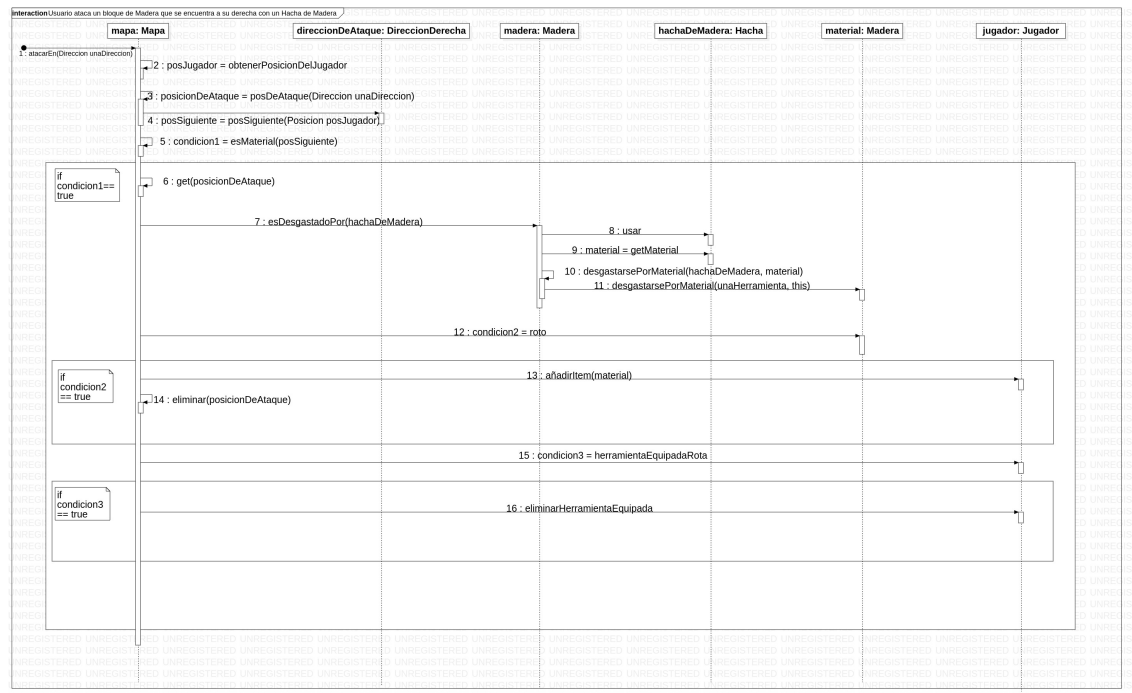 interaction Usuario ataca un bloque de Madera que se encuentra a su derecha con un Hacha de Madera
mapa: Mapa
direccionDeAtaque: DireccionDerecha
madera: Madera
hachaDeMadera: Hacha
material: Madera
jugador: Jugador
1 : atacarEn(Direccion unaDireccion)
2 : posJugador = obtenerPosicionDelJugador
3 : posicionDeAtaque = posDeAtaque(Direccion unaDireccion)
4 : posSiguiente = posSiguiente(Posicion posJugador)
5 : condicion1 = esMaterial(posSiguiente)
if
condicion1==
true
6 : get(posicionDeAtaque)
7 : esDesgastadoPor(hachaDeMadera)
8 : usar
9 : material = getMaterial
10 : desgastarsePorMaterial(hachaDeMadera, material)
11 : desgastarsePorMaterial(unaHerramienta, this)
12 : condicion2 = roto
if
condicion2
== true
13 : añadirItem(material)
14 : eliminar(posicionDeAtaque)
15 : condicion3 = herramientaEquipadaRota
if
condicion3
== true
16 : eliminarHerramientaEquipada